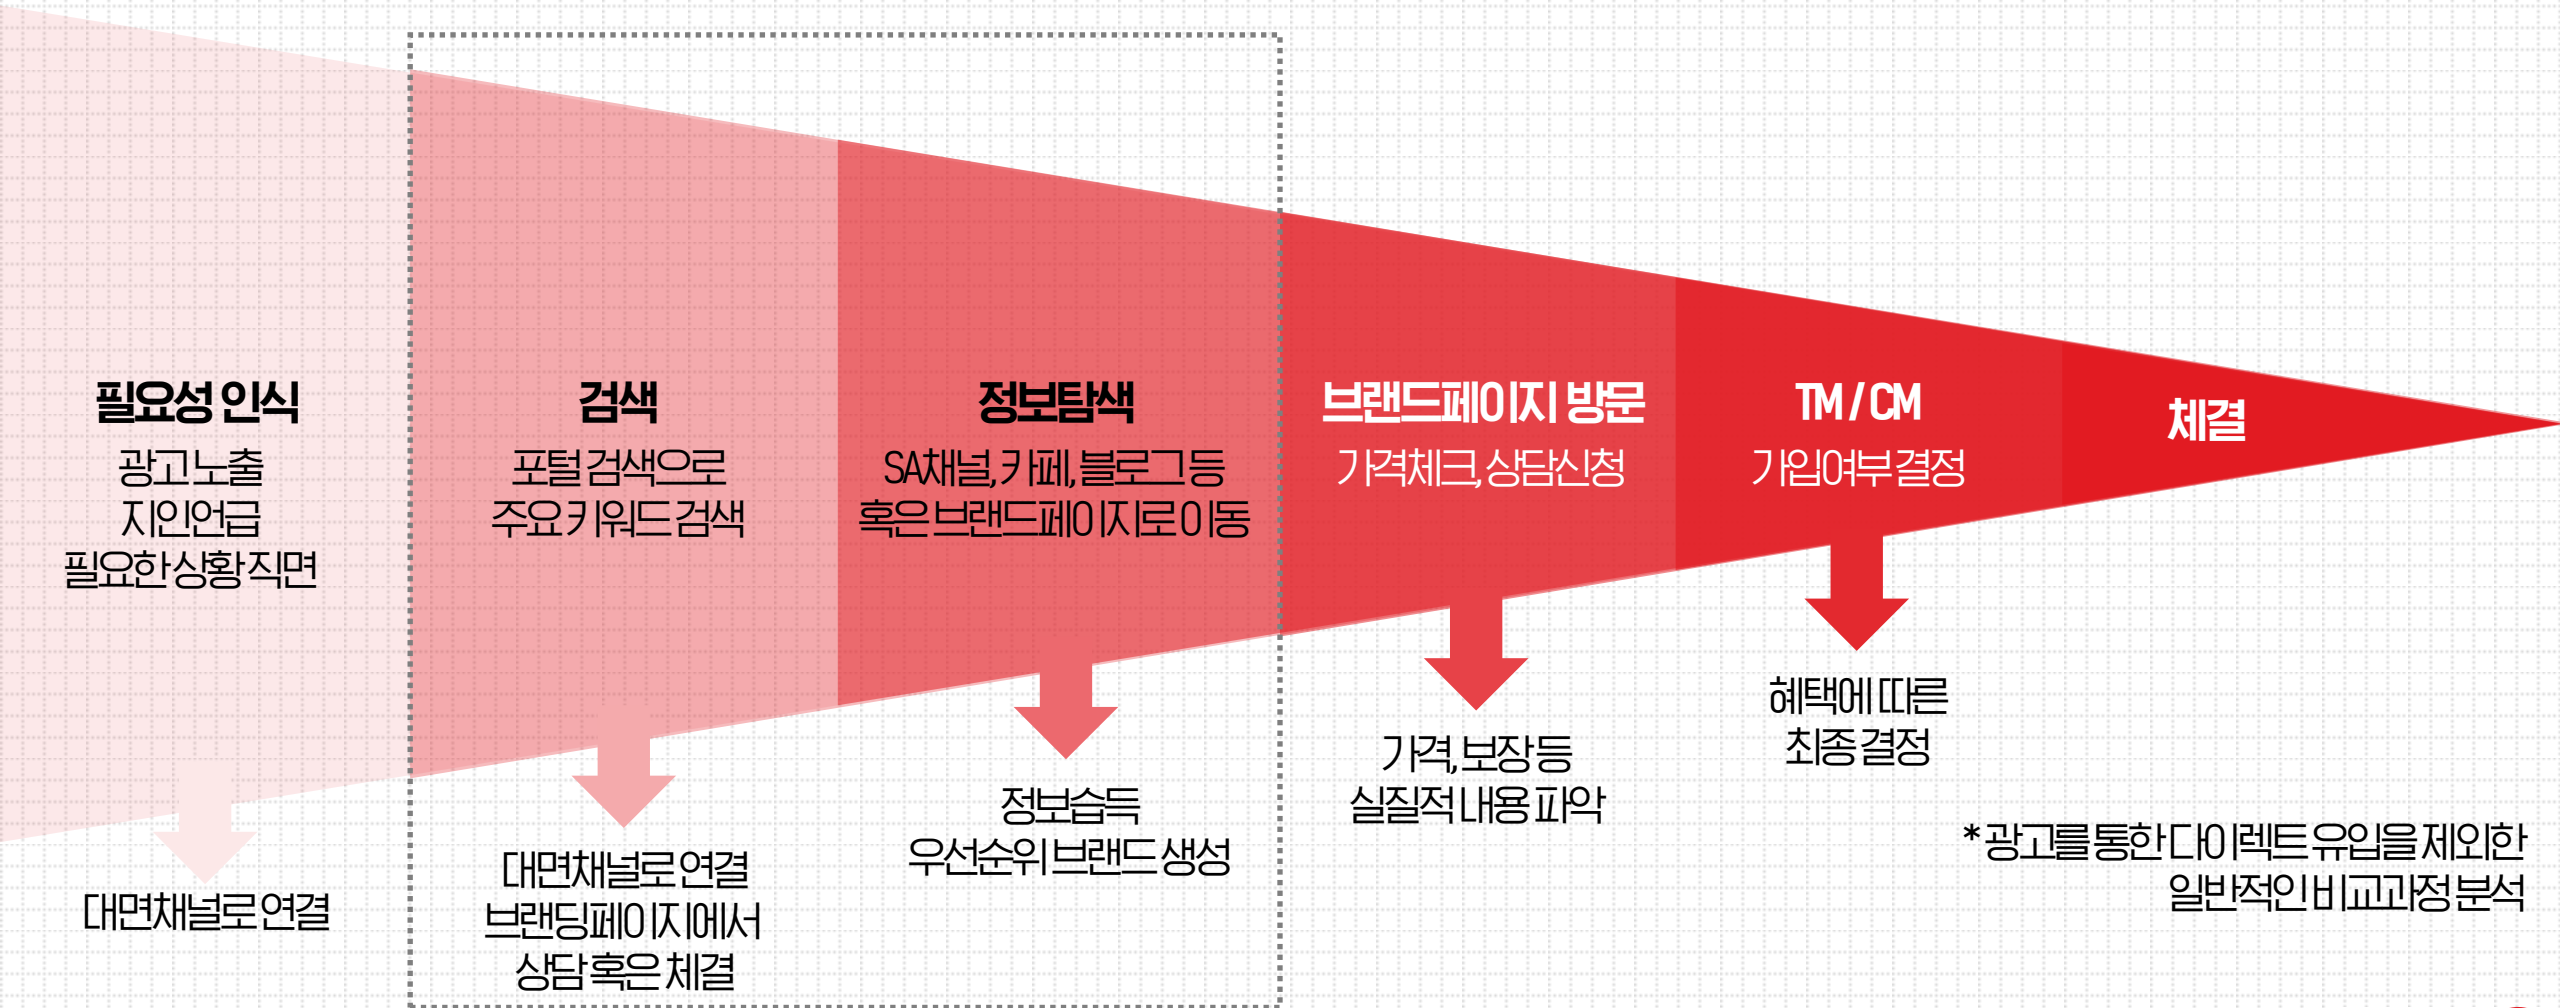 필요성 인식
광고 노출
지인언급
필요한 상황 직면
대면채널로 연결
검색
포털 검색으로
주요 키워드 검색
대면채널로 연결
브랜딩페이지에서
상담 혹은 체결
정보탐색
SA채널, 카페, 블로그 등
혹은 브랜드페이지로 이동
정보습득
우선순위 브랜드 생성
브랜드페이지 방문
가격체크, 상담신청
가격, 보장 등
실질적 내용 파악
TM / CM
가입여부 결정
혜택에 따른
최종 결정
체결
* 광고를 통한 다이렉트 유입을 제외한
일반적인 비교과정 분석